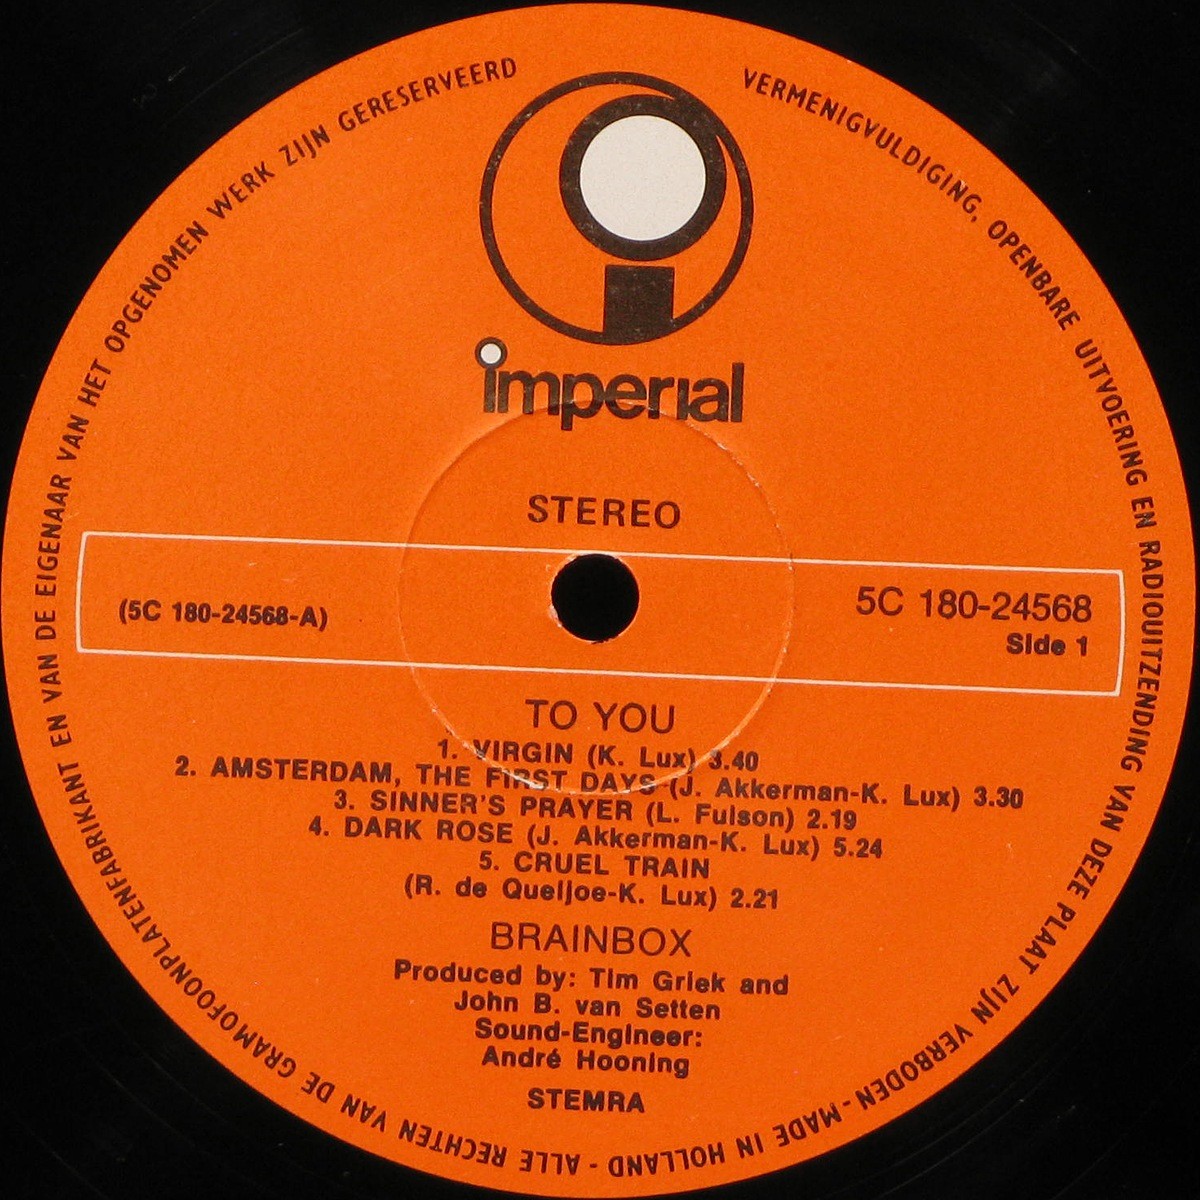 VERMENIGVULDIGING, OPENBARE UITVOERING EN RADIOUITZENDING VAN DEZE PLAAT ZIJN VERBODEN - MADE IN HOLLAND - ALLE RECHTEN VAN DE GRAMOFOONPLATENFABRIKANT EN VAN DE EIGENAAR VAN HET OPGENOMEN WERK ZIJN GERESERVEERD
imperial
STEREO
(5C 180-24568-A)
5C 180-24568
Side 1
TO YOU
1. VIRGIN (K. Lux) 3.40
2. AMSTERDAM, THE FIRST DAYS (J. Akkerman-K. Lux) 3.30
3. SINNER'S PRAYER (L. Fulson) 2.19
4. DARK ROSE (J. Akkerman-K. Lux) 5.24
5. CRUEL TRAIN
(R. de Queljoe-K. Lux) 2.21
BRAINBOX
Produced by: Tim Griek and
John B. van Setten
Sound-Engineer:
André Hooning
STEMRA